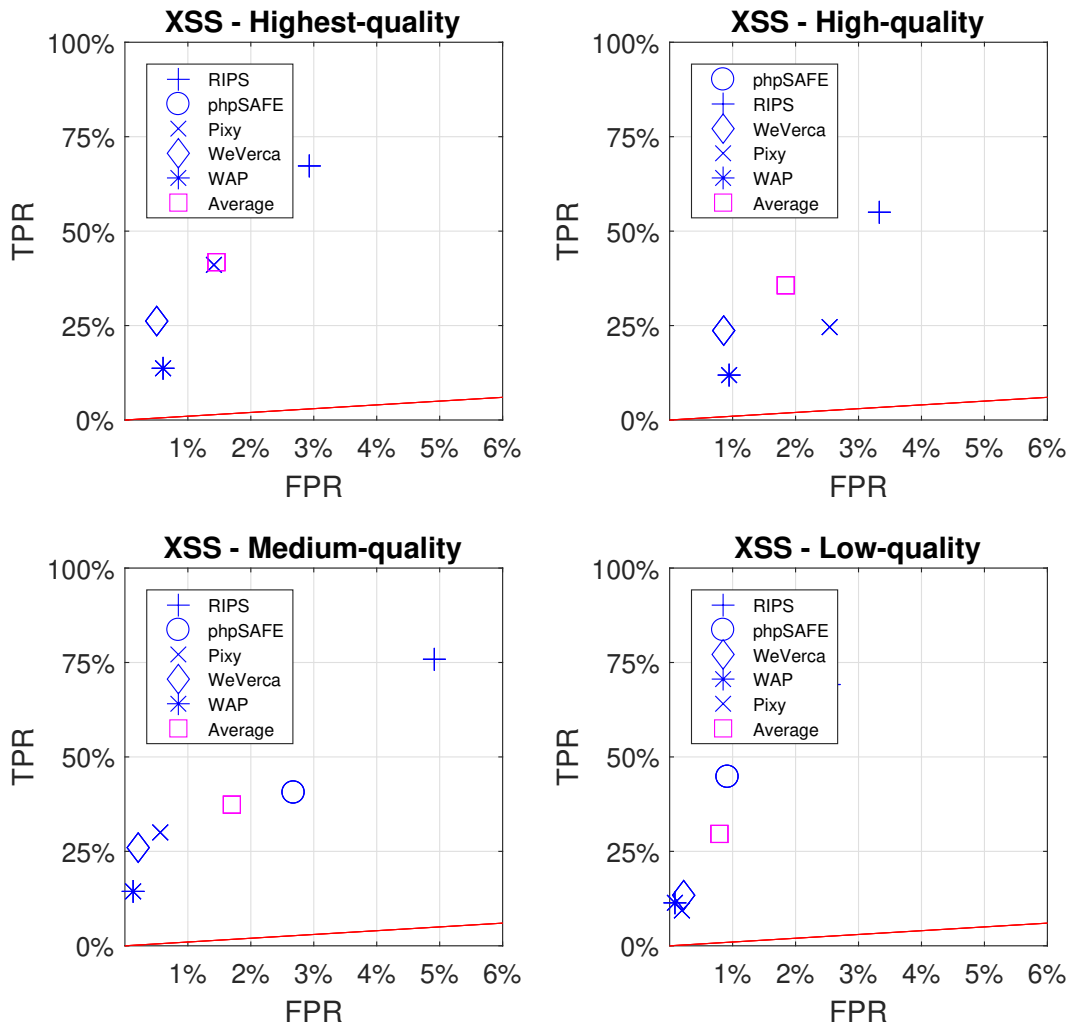 XSS - Highest-quality
100%
75%
50%
25%
0%
TPR
RIPS
phpSAFE
Pixy
WeVerca
WAP
Average
1% 2% 3% 4% 5% 6%
FPR
XSS - High-quality
100%
75%
50%
25%
0%
TPR
phpSAFE
RIPS
WeVerca
Pixy
WAP
Average
1% 2% 3% 4% 5% 6%
FPR
XSS - Medium-quality
100%
75%
50%
25%
0%
TPR
RIPS
phpSAFE
Pixy
WeVerca
WAP
Average
1% 2% 3% 4% 5% 6%
FPR
XSS - Low-quality
100%
75%
50%
25%
0%
TPR
RIPS
phpSAFE
WeVerca
WAP
Pixy
Average
1% 2% 3% 4% 5% 6%
FPR